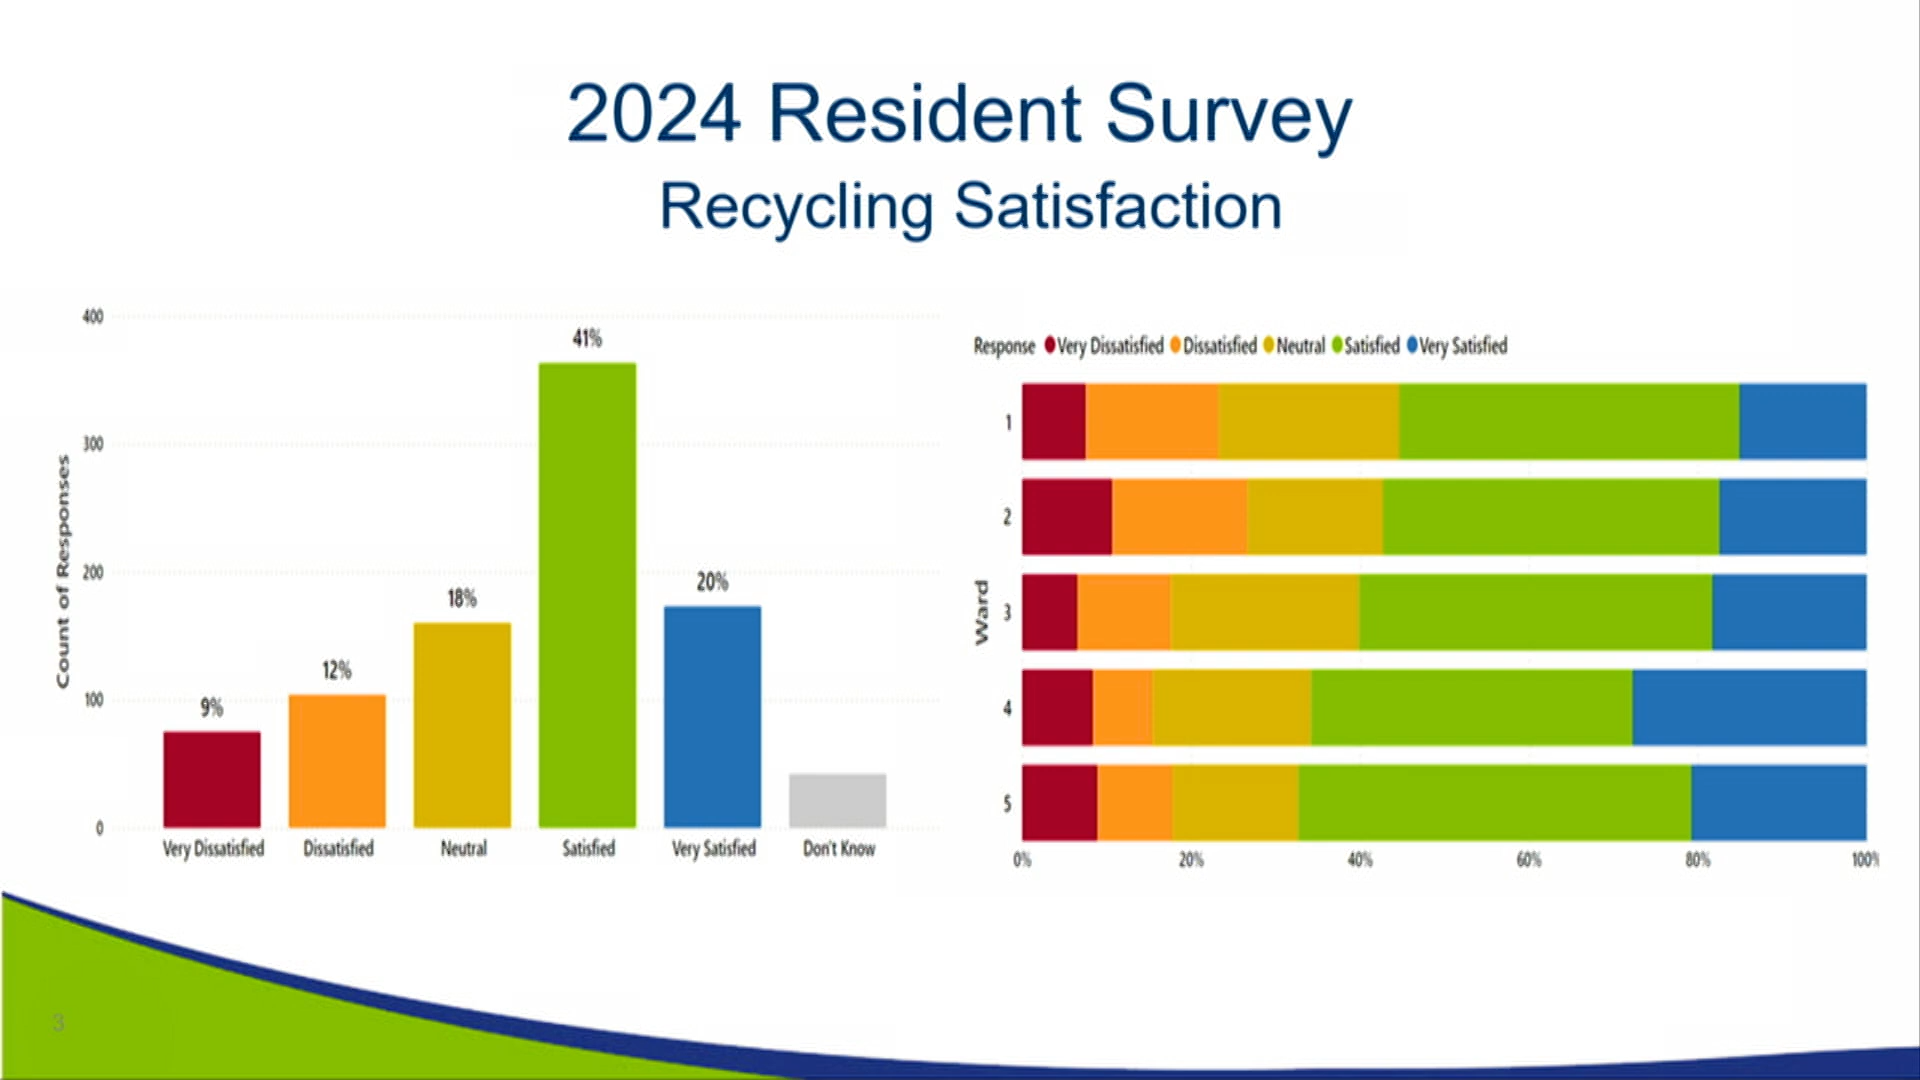 2024 Resident Survey
Recycling Satisfaction
400
300
200
100
0
Count of Responses
9%
12%
18%
41%
20%
Very Dissatisfied
Dissatisfied
Neutral
Satisfied
Very Satisfied
Don't Know
Response Very Dissatisfied Dissatisfied Neutral Satisfied Very Satisfied
Ward
1
2
3
4
5
0% 20% 40% 60% 80% 100%
3